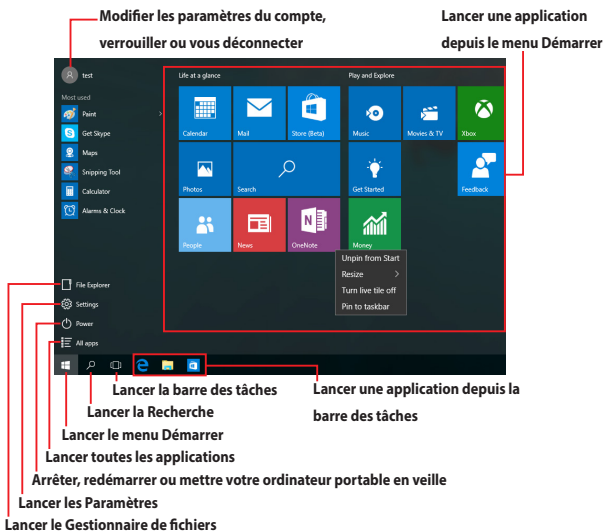 Modifier les paramètres du compte,
verrouiller ou vous déconnecter
Lancer une application
depuis le menu Démarrer
test
Most used
Paint
Get Skype
Maps
Snipping Tool
Calculator
Alarms & Clock
File Explorer
Settings
Power
All apps
Life at a glance
Play and Explore
Calendar
Mail
Store (Beta)
Music
Movies & TV
Xbox
Photos
Search
Get Started
Feedback
People
News
OneNote
Money
Unpin from Start
Resize
Turn live tile off
Pin to taskbar
Lancer la barre des tâches
Lancer une application depuis la
barre des tâches
Lancer la Recherche
Lancer le menu Démarrer
Lancer toutes les applications
Arrêter, redémarrer ou mettre votre ordinateur portable en veille
Lancer les Paramètres
Lancer le Gestionnaire de fichiers